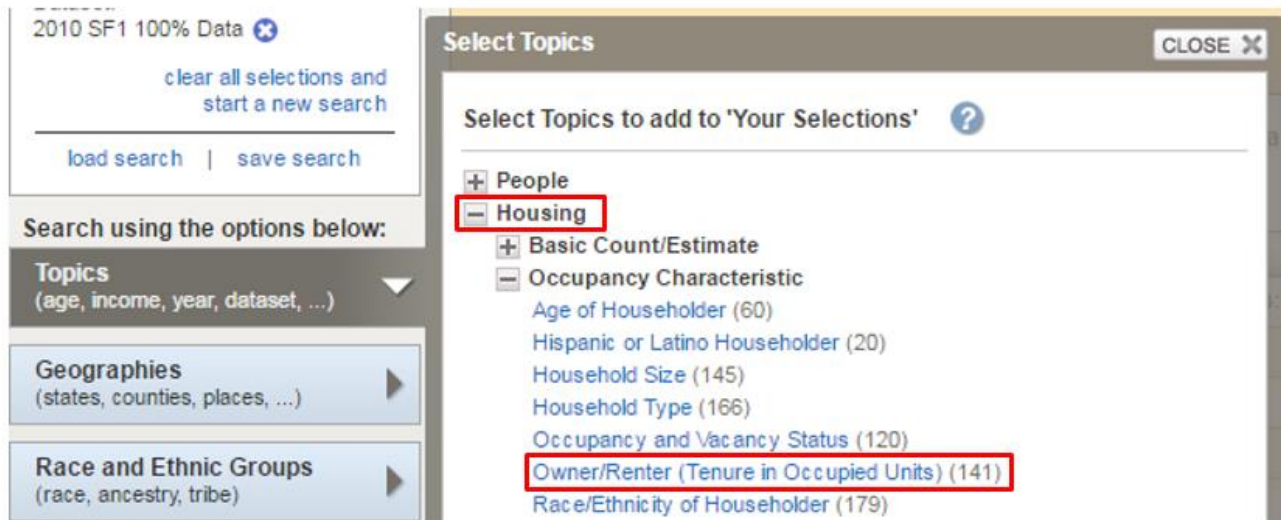 2010 SF1 100% Data
clear all selections and
start a new search
load search | save search
Search using the options below:
Topics
(age, income, year, dataset, ...)
Geographies
(states, counties, places, ...)
Race and Ethnic Groups
(race, ancestry, tribe)
Select Topics
CLOSE X
Select Topics to add to 'Your Selections' ?
People
Housing
Basic Count/Estimate
Occupancy Characteristic
Age of Householder (60)
Hispanic or Latino Householder (20)
Household Size (145)
Household Type (166)
Occupancy and Vacancy Status (120)
Owner/Renter (Tenure in Occupied Units) (141)
Race/Ethnicity of Householder (179)